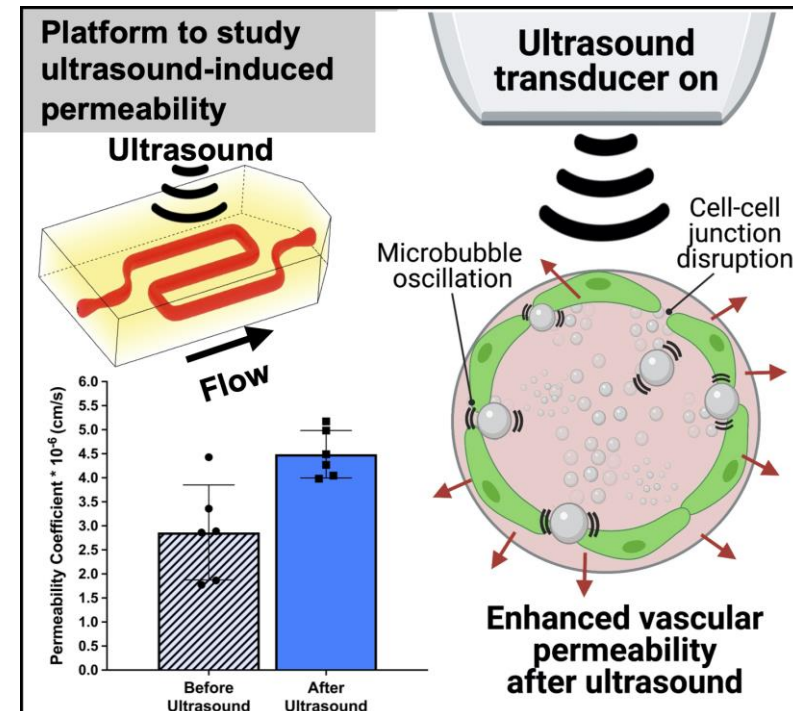 Platform to study
ultrasound-induced
permeability
Ultrasound
Flow
Permeability Coefficient * 10⁻⁶ (cm/s)
6.0
5.5
5.0
4.5
4.0
3.5
3.0
2.5
2.0
1.5
1.0
0.5
0.0
Before
Ultrasound
After
Ultrasound
Ultrasound
transducer on
Microbubble
oscillation
Cell-cell
junction
disruption
Enhanced vascular
permeability
after ultrasound